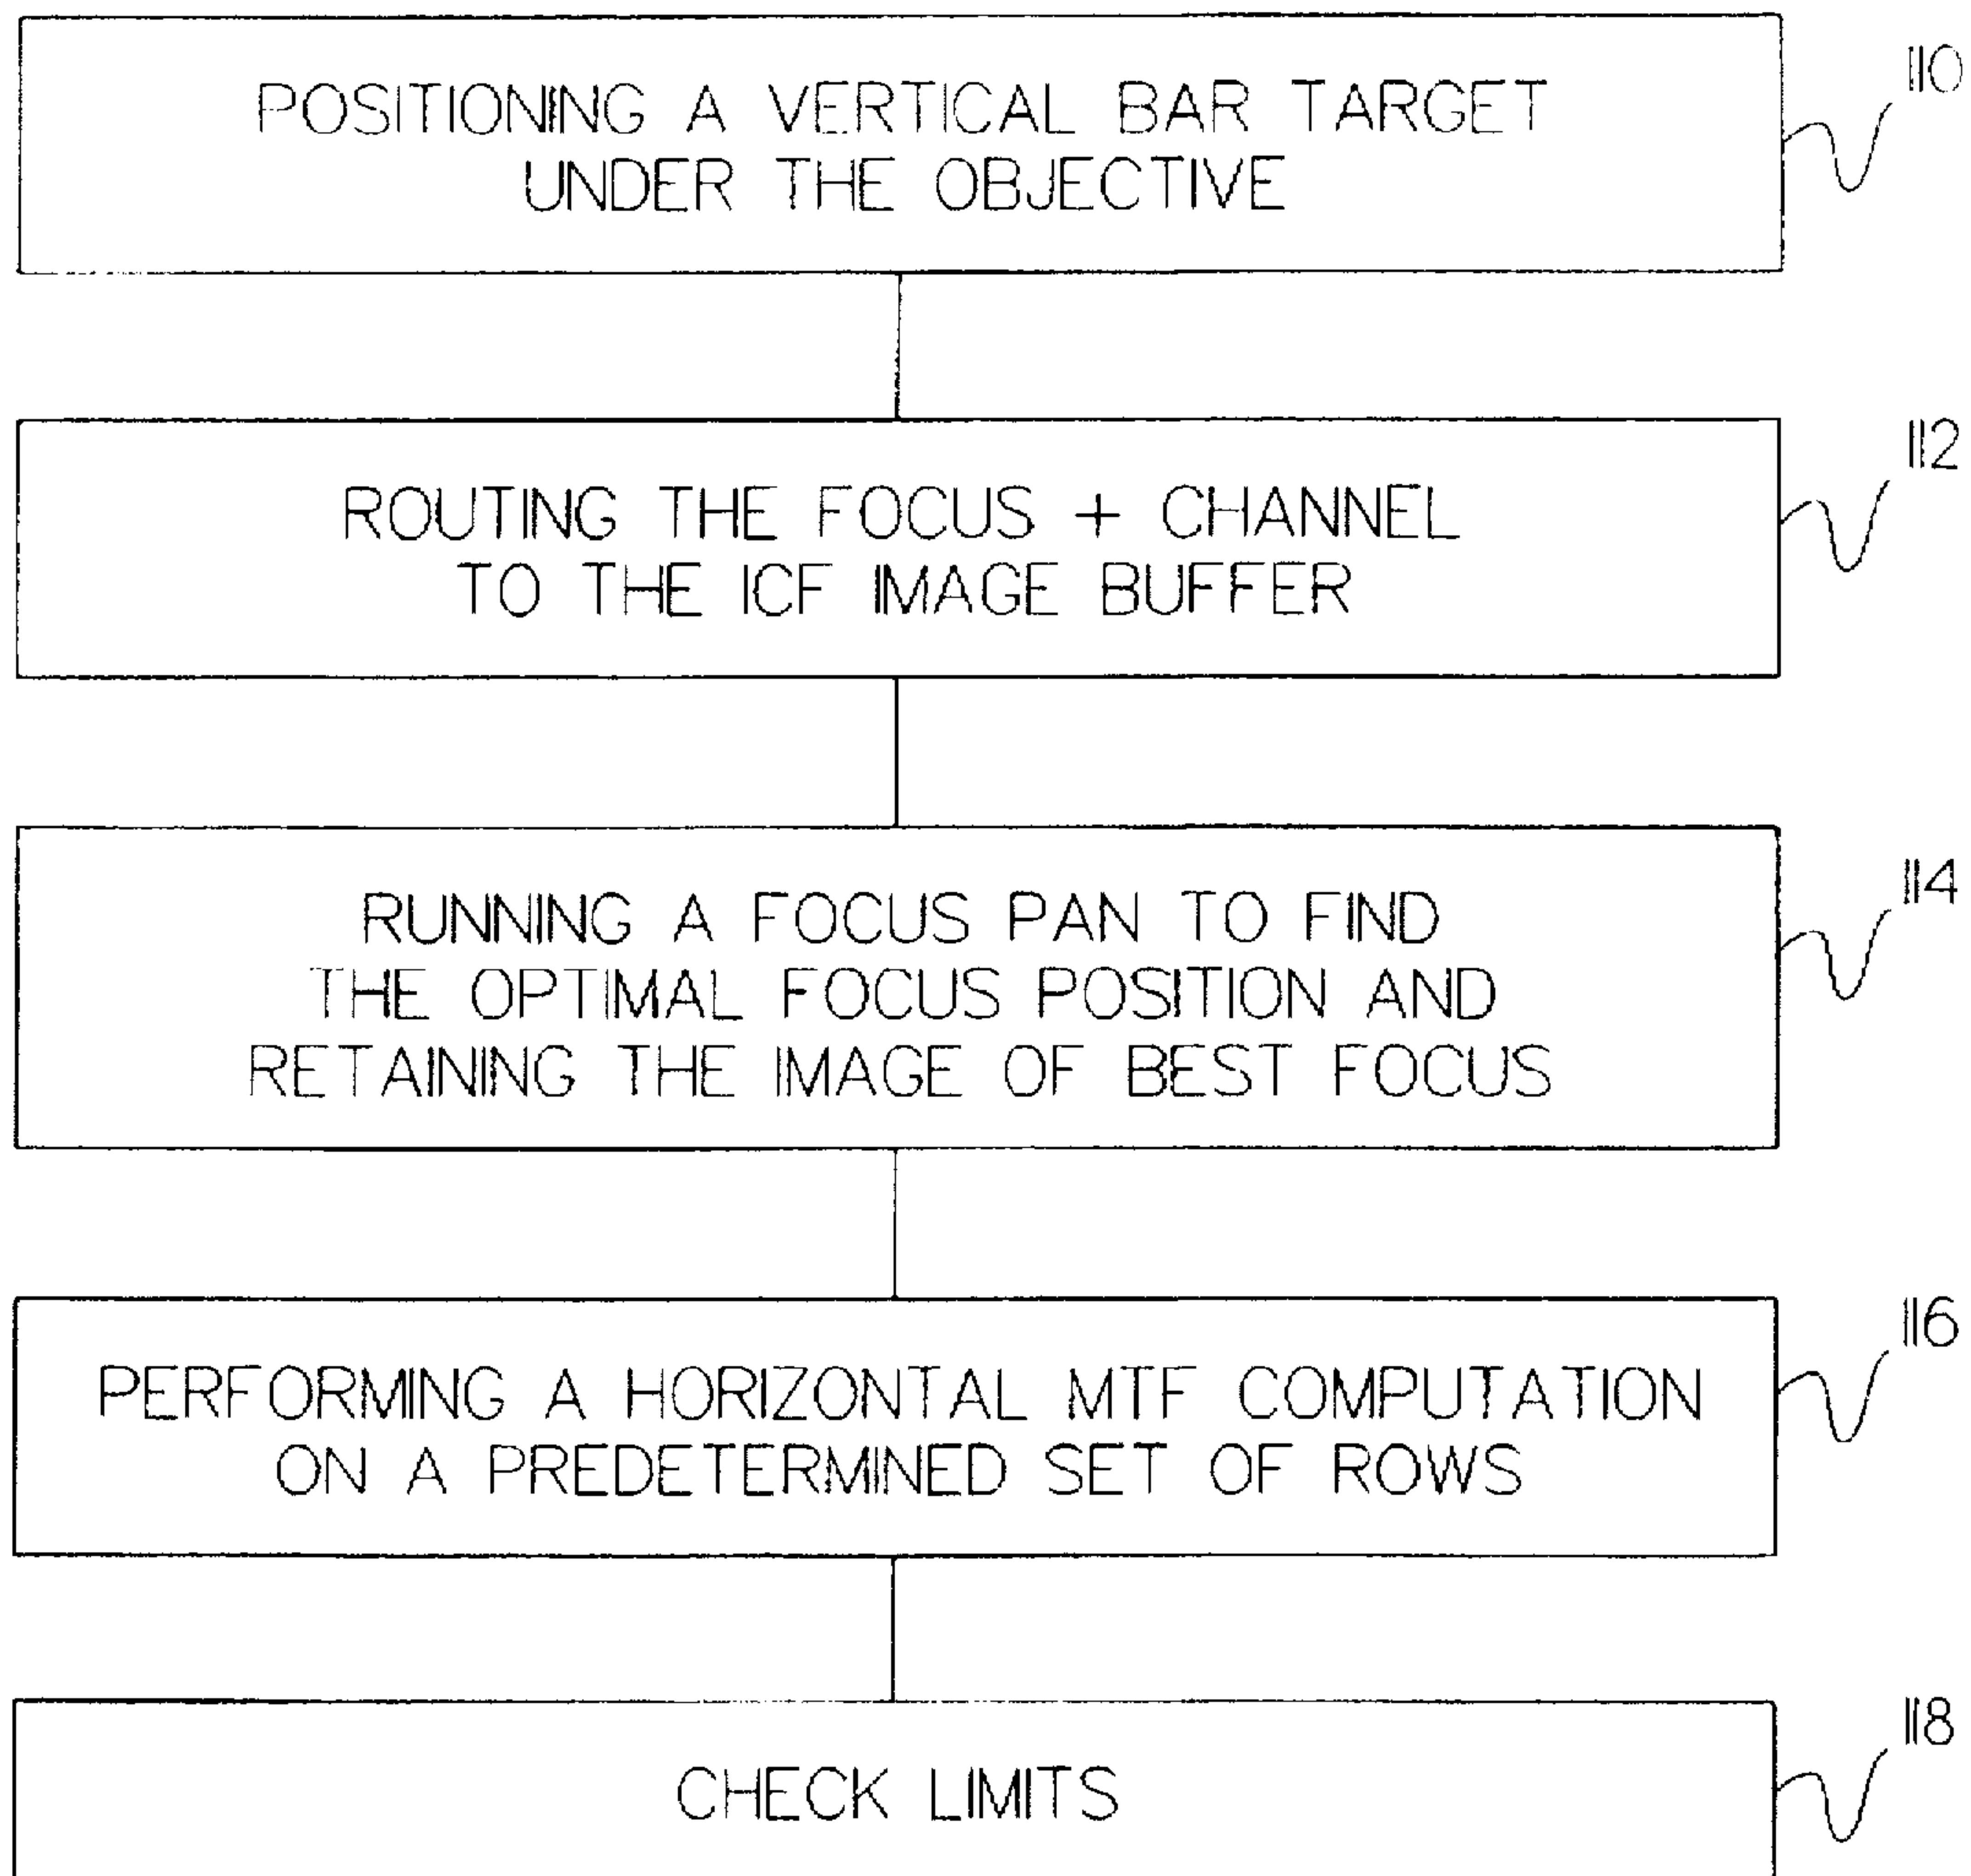 POSITIONING A VERTICAL BAR TARGET
UNDER THE OBJECTIVE
110
ROUTING THE FOCUS + CHANNEL
TO THE ICF IMAGE BUFFER
112
RUNNING A FOCUS PAN TO FIND
THE OPTIMAL FOCUS POSITION AND
RETAINING THE IMAGE OF BEST FOCUS
114
PERFORMING A HORIZONTAL MTF COMPUTATION
ON A PREDETERMINED SET OF ROWS
116
CHECK LIMITS
118